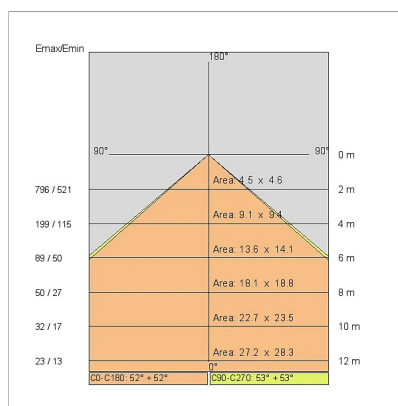 Emax/Emin
180°
90° 90° 0 m
Area: 4.5 x 4.6
796 / 521 2 m
Area: 9.1 x 9.4
199 / 115 4 m
Area: 13.6 x 14.1
89 / 50 6 m
Area: 18.1 x 18.8
50 / 27 8 m
Area: 22.7 x 23.5
32 / 17 10 m
Area: 27.2 x 28.3
23 / 13 12 m
0°
C0-C180: 52° + 52° C90-C270: 53° + 53°